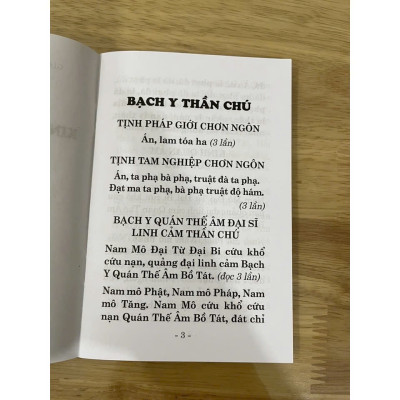 BẠCH Y THẦN CHÚ
TỊNH PHÁP GIỚI CHƠN NGÔN
Án, lam tóa ha (3 lần)
TỊNH TAM NGHIỆP CHƠN NGÔN
Án, ta phạ bà phạ, truật đà ta phạ.
Đạt ma ta phạ, bà phạ truật độ hám.
(3 lần)
BẠCH Y QUÁN THẾ ÂM ĐẠI SĨ
LINH CẢM THẦN CHÚ
Nam Mô Đại Từ Đại Bi cứu khổ
cứu nạn, quảng đại linh cảm Bạch
Y Quán Thế Âm Bồ Tát. (đọc 3 lần)
Nam mô Phật, Nam mô Pháp, Nam
mô Tăng. Nam Mô cứu khổ cứu
nạn Quán Thế Âm Bồ Tát, đát chỉ
- 3 -